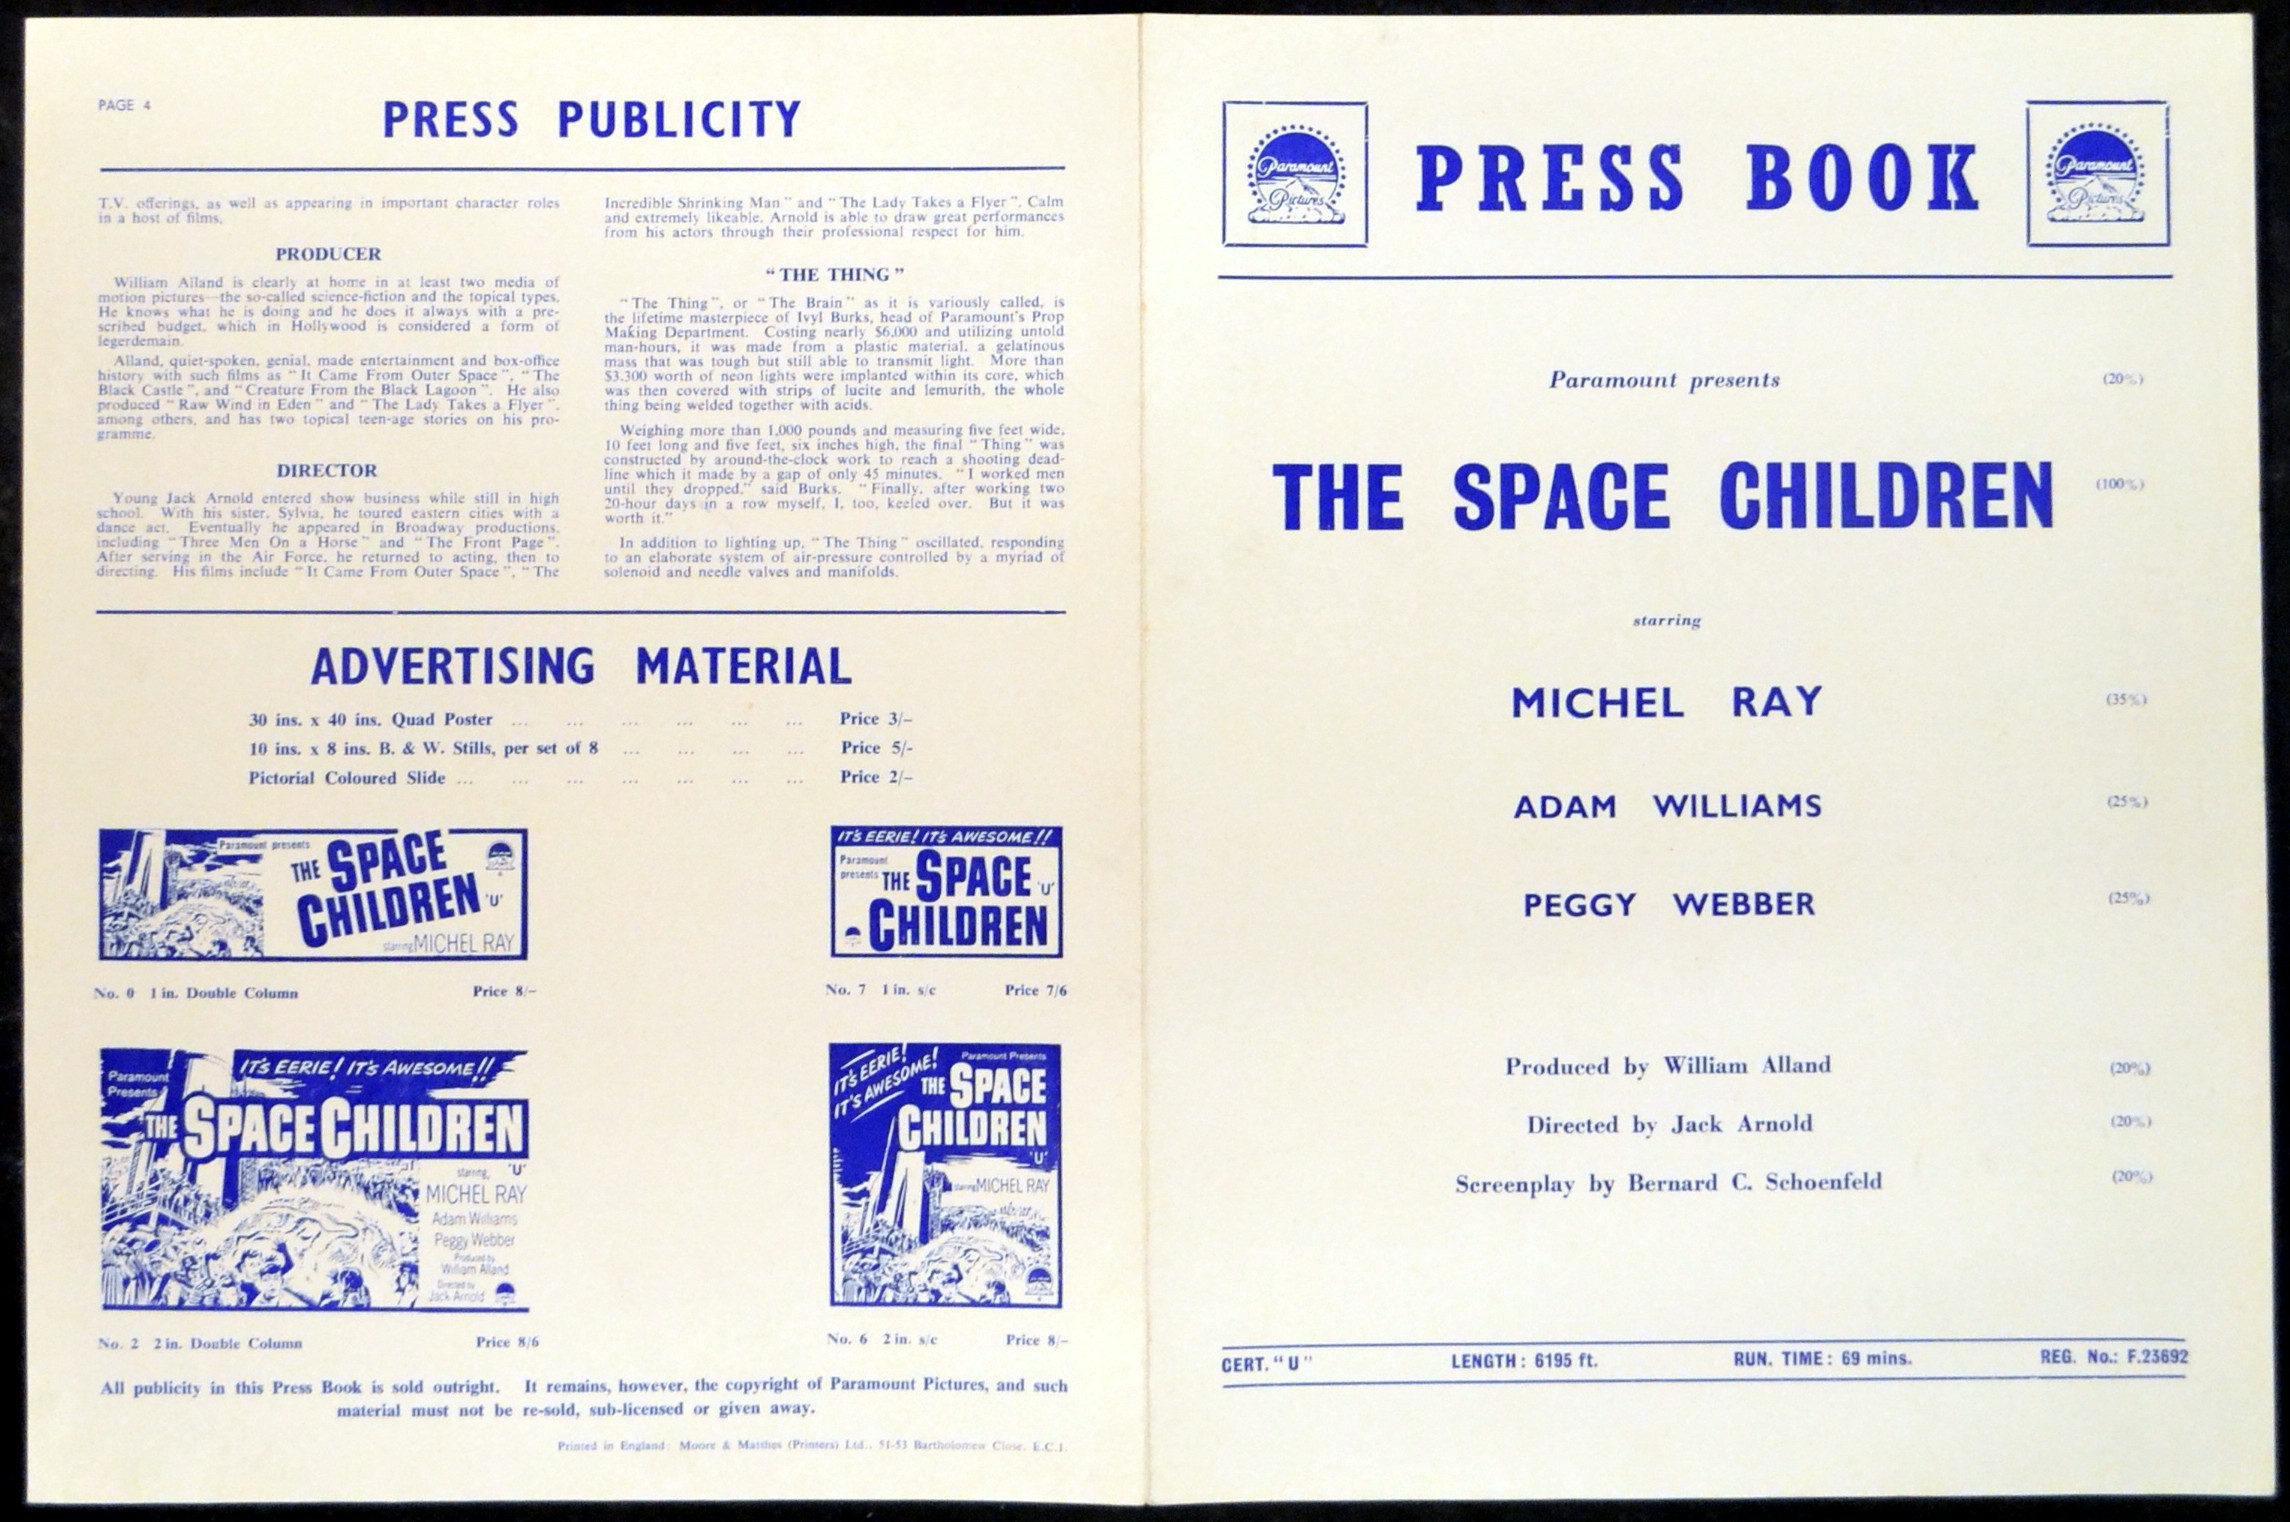 PAGE 4
PRESS PUBLICITY
T.V. offerings, as well as appearing in important character roles
in a host of films.
PRODUCER
William Alland is clearly at home in at least two media of
motion pictures—the so-called science-fiction and the topical types.
He knows what he is doing and he does it always with a pre-
scribed budget, which in Hollywood is considered a form of
legerdemain.
Alland, quiet-spoken, genial, made entertainment and box-office
history with such films as "It Came From Outer Space", "The
Black Castle", and "Creature From the Black Lagoon". He also
produced "Raw Wind in Eden" and "The Lady Takes a Flyer",
among others, and has two topical teen-age stories on his pro-
gramme.
DIRECTOR
Young Jack Arnold entered show business while still in high
school. With his sister, Sylvia, he toured eastern cities with a
dance act. Eventually he appeared in Broadway productions,
including "Three Men On a Horse" and "The Front Page".
After serving in the Air Force, he returned to acting, then to
directing. His films include "It Came From Outer Space", "The
Incredible Shrinking Man" and "The Lady Takes a Flyer". Calm
and extremely likeable, Arnold is able to draw great performances
from his actors through their professional respect for him.
"THE THING"
"The Thing", or "The Brain" as it is variously called, is
the lifetime masterpiece of Ivyl Burks, head of Paramount's Prop
Making Department. Costing nearly $6,000 and utilizing untold
man-hours, it was made from a plastic material, a gelatinous
mass that was tough but still able to transmit light. More than
$3,300 worth of neon lights were implanted within its core, which
was then covered with strips of lucite and lemurith, the whole
thing being welded together with acids.
Weighing more than 1,000 pounds and measuring five feet wide,
10 feet long and five feet, six inches high, the final "Thing" was
constructed by around-the-clock work to reach a shooting dead-
line which it made by a gap of only 45 minutes. "I worked men
until they dropped," said Burks. "Finally, after working two
20-hour days in a row myself, I, too, keeled over. But it was
worth it."
In addition to lighting up, "The Thing" oscillated, responding
to an elaborate system of air-pressure controlled by a myriad of
solenoid and needle valves and manifolds.
ADVERTISING MATERIAL
30 ins. x 40 ins. Quad Poster ... ... ... ... ... ... Price 3/–
10 ins. x 8 ins. B. & W. Stills, per set of 8 ... ... ... ... Price 5/-
Pictorial Coloured Slide ... ... ... ... ... ... ... Price 2/–
Paramount presents
THE SPACE
CHILDREN 'U'
starring MICHEL RAY
No. 0 1 in. Double Column Price 8/–
IT'S EERIE! IT'S AWESOME!!
Paramount
presents THE SPACE 'U'
CHILDREN
No. 7 1 in. s/c Price 7/6
IT'S EERIE! IT'S AWESOME!!
Paramount
Presents
THE SPACE CHILDREN
starring 'U'
MICHEL RAY
Adam Williams
Peggy Webber
Produced by
William Alland
Directed by
Jack Arnold
No. 2 2 in. Double Column Price 8/6
IT'S EERIE!
IT'S AWESOME!
Paramount Presents
THE SPACE
CHILDREN
'U'
starring MICHEL RAY
No. 6 2 in. s/c Price 8/–
All publicity in this Press Book is sold outright. It remains, however, the copyright of Paramount Pictures, and such
material must not be re-sold, sub-licensed or given away.
Printed in England: Moore & Matthes (Printers) Ltd., 51-53 Bartholomew Close, E.C.1.
Paramount
Pictures
PRESS BOOK
Paramount
Pictures
Paramount presents (20%)
THE SPACE CHILDREN (100%)
starring
MICHEL RAY (35%)
ADAM WILLIAMS (25%)
PEGGY WEBBER (25%)
Produced by William Alland (20%)
Directed by Jack Arnold (20%)
Screenplay by Bernard C. Schoenfeld (20%)
CERT. "U" LENGTH: 6195 ft. RUN. TIME: 69 mins. REG. No.: F.23692